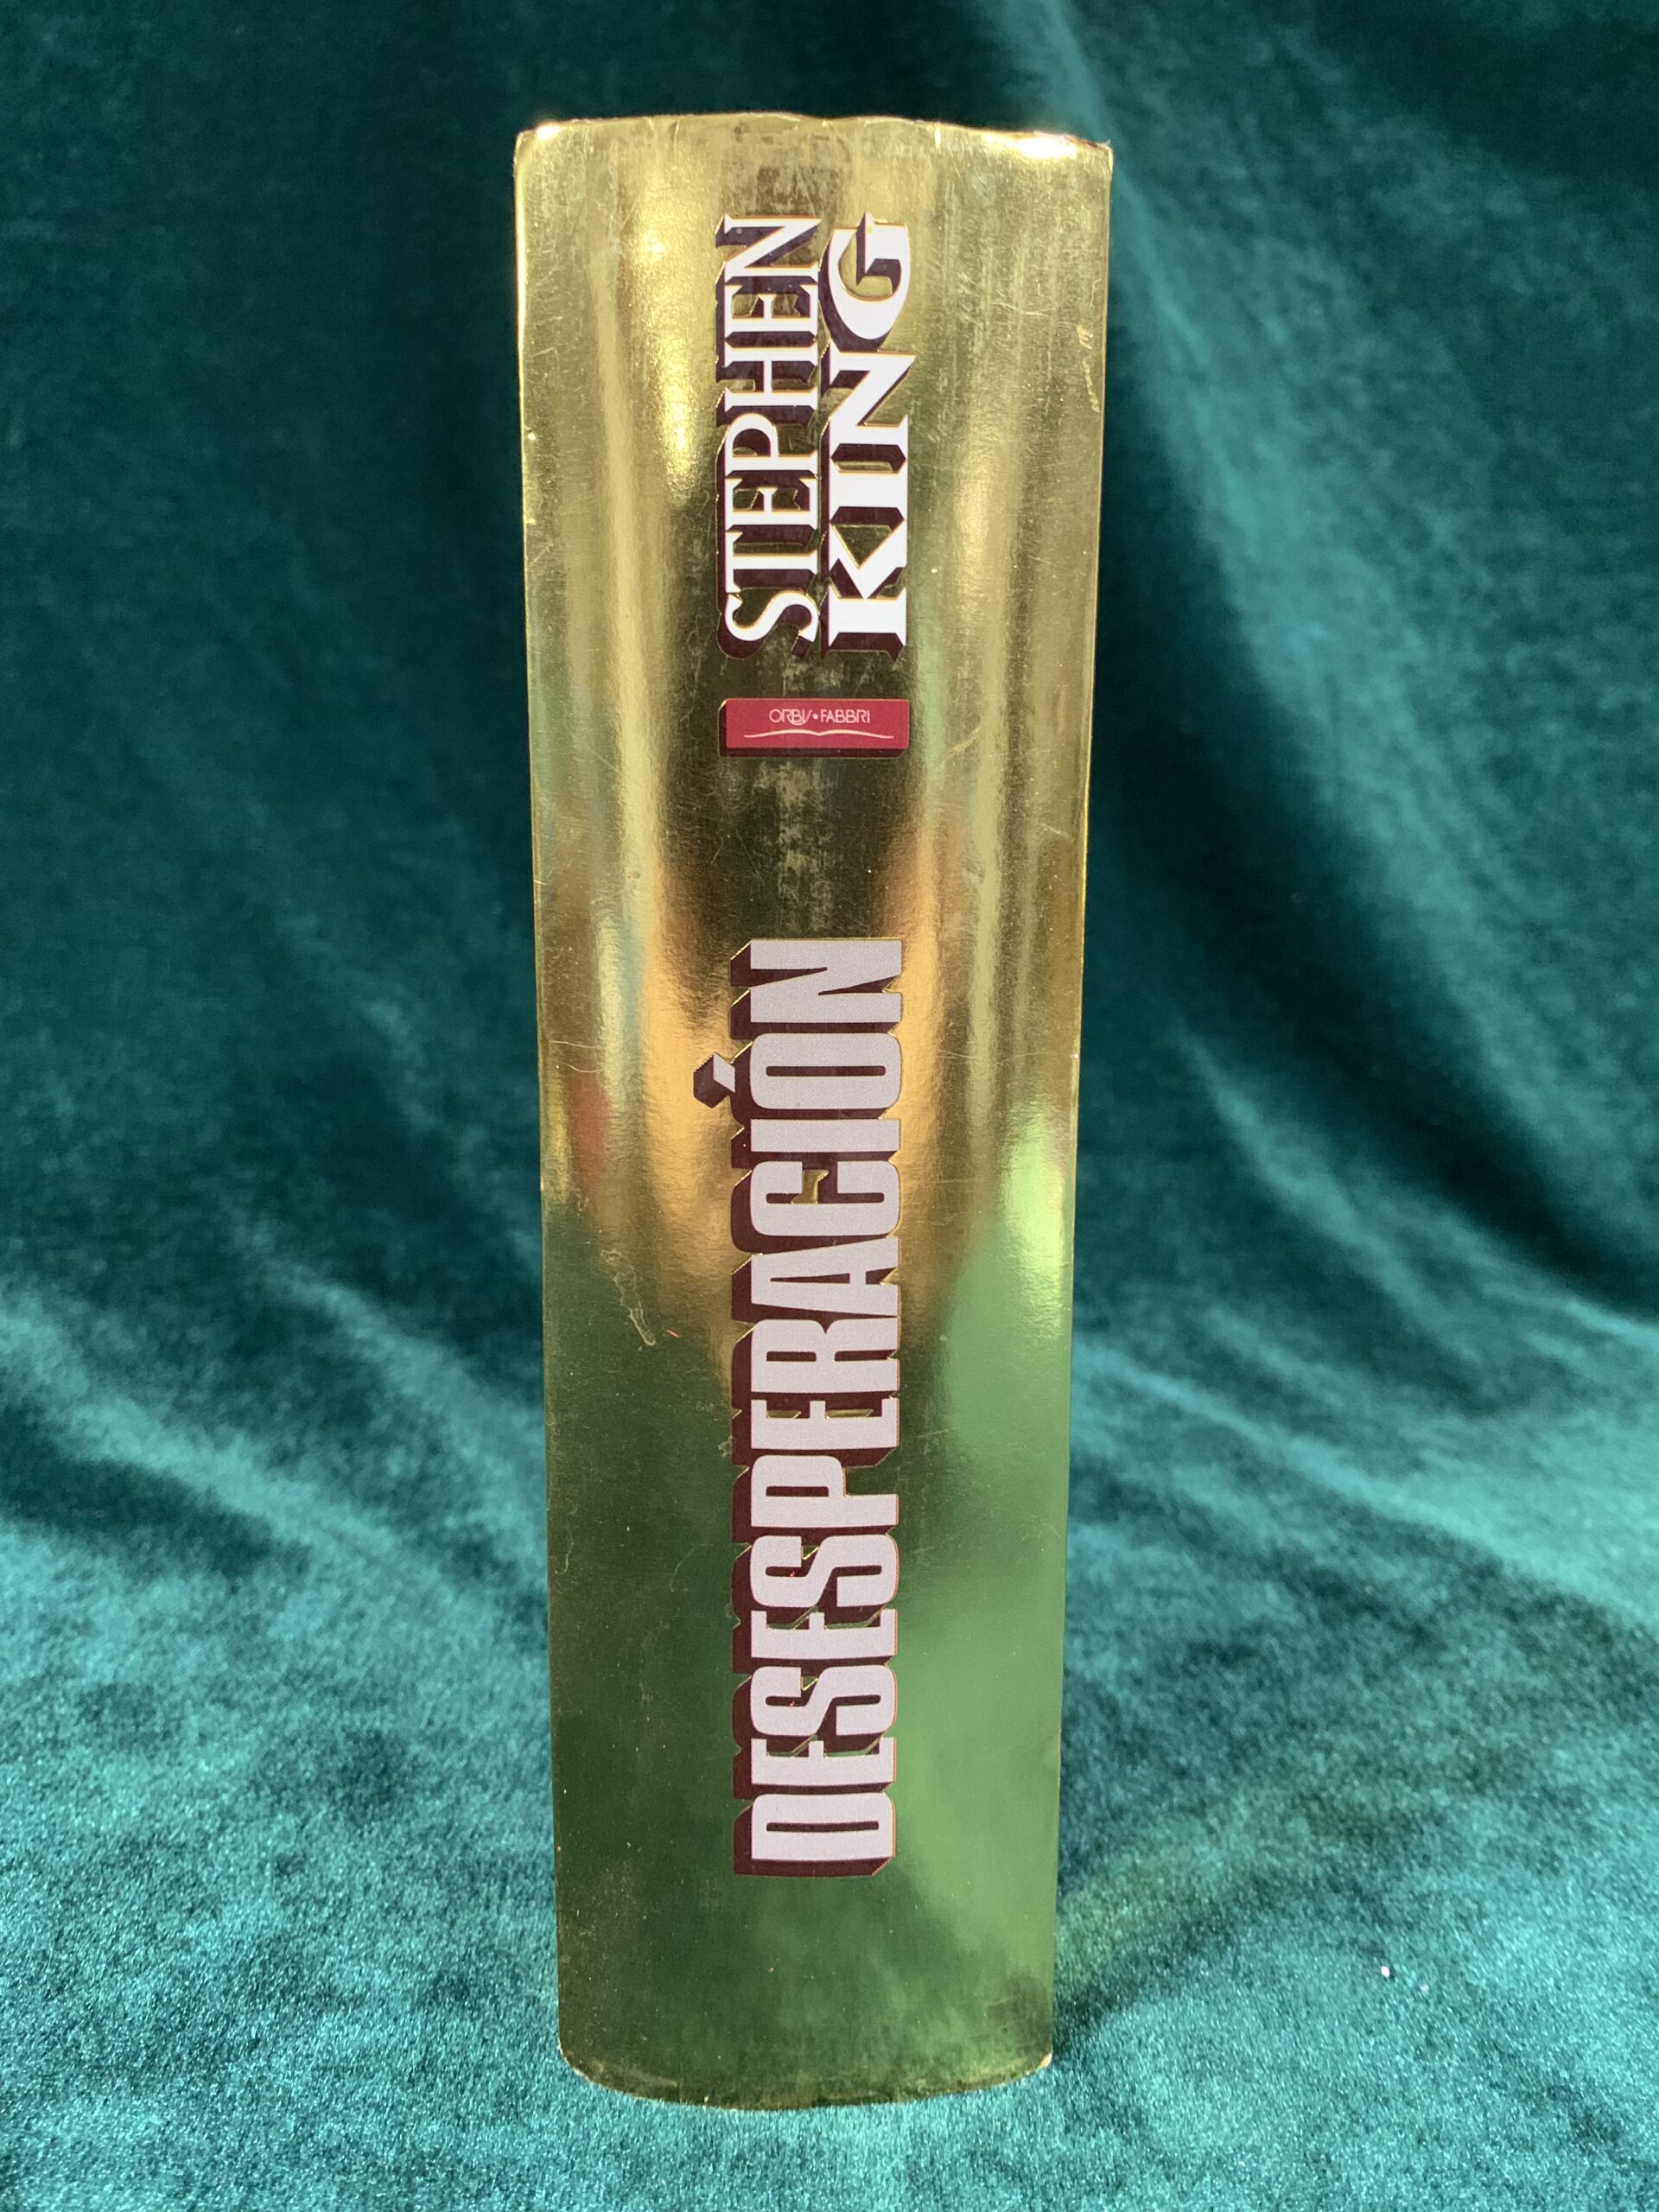 DESESPERACIÓN
ORBIS•FABBRI
STEPHEN
KING